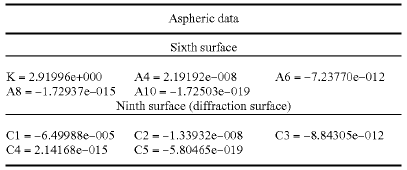 Aspheric data
Sixth surface
K = 2.91996e+000 A4 = 2.19192e−008 A6 = −7.23770e−012
A8 = −1.72937e−015 A10 = −1.72503e−019
Ninth surface (diffraction surface)
C1 = −6.49988e−005 C2 = −1.33932e−008 C3 = −8.84305e−012
C4 = 2.14168e−015 C5 = −5.80465e−019